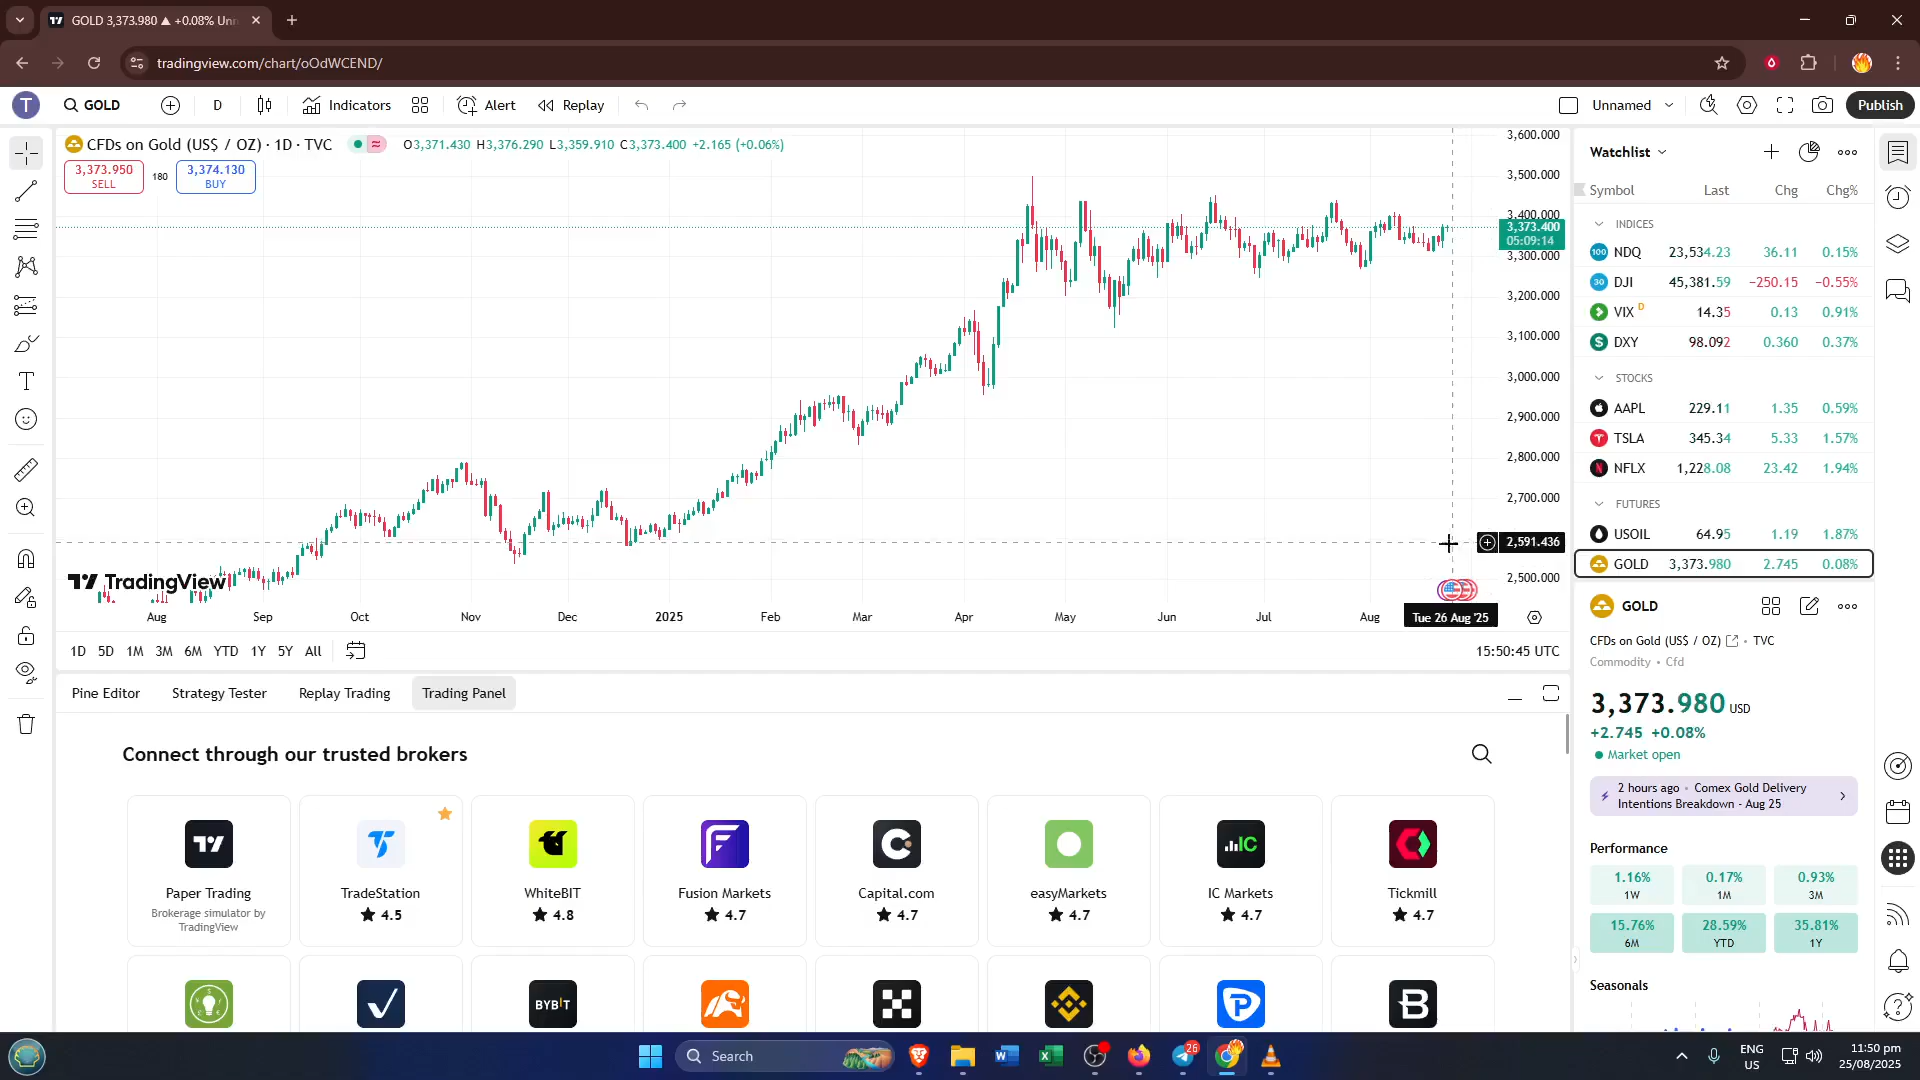 GOLD 3,373.980 ▲ +0.08% Unn
tradingview.com/chart/oOdWCEND/
T
GOLD
D
Indicators
Alert
Replay
Unnamed
Publish
CFDs on Gold (US$ / OZ) · 1D · TVC
O3,371.430 H3,376.290 L3,359.910 C3,373.400 +2.165 (+0.06%)
3,373.950
SELL
180
3,374.130
BUY
3,600.000
3,500.000
3,400.000
3,373.400
05:09:14
3,300.000
3,200.000
3,100.000
3,000.000
2,900.000
2,800.000
2,700.000
2,591.436
2,500.000
TradingView
Aug
Sep
Oct
Nov
Dec
2025
Feb
Mar
Apr
May
Jun
Jul
Aug
Tue 26 Aug '25
1D 5D 1M 3M 6M YTD 1Y 5Y All
15:50:45 UTC
Pine Editor
Strategy Tester
Replay Trading
Trading Panel
Connect through our trusted brokers
Paper Trading
Brokerage simulator by
TradingView
TradeStation
4.5
WhiteBIT
4.8
Fusion Markets
4.7
Capital.com
4.7
easyMarkets
4.7
IC
IC Markets
4.7
Tickmill
4.7
BYBIT
Watchlist
Symbol Last Chg Chg%
INDICES
100 NDQ 23,534.23 36.11 0.15%
30 DJI 45,381.59 −250.15 −0.55%
VIX D 14.35 0.13 0.91%
DXY 98.092 0.360 0.37%
STOCKS
AAPL 229.11 1.35 0.59%
TSLA 345.34 5.33 1.57%
NFLX 1,228.08 23.42 1.94%
FUTURES
USOIL 64.95 1.19 1.87%
GOLD 3,373.980 2.745 0.08%
GOLD
CFDs on Gold (US$ / OZ) • TVC
Commodity • Cfd
3,373.980 USD
+2.745 +0.08%
Market open
2 hours ago • Comex Gold Delivery
Intentions Breakdown - Aug 25
Performance
1.16%
1W
0.17%
1M
0.93%
3M
15.76%
6M
28.59%
YTD
35.81%
1Y
Seasonals
Search
26
ENG
US
11:50 pm
25/08/2025